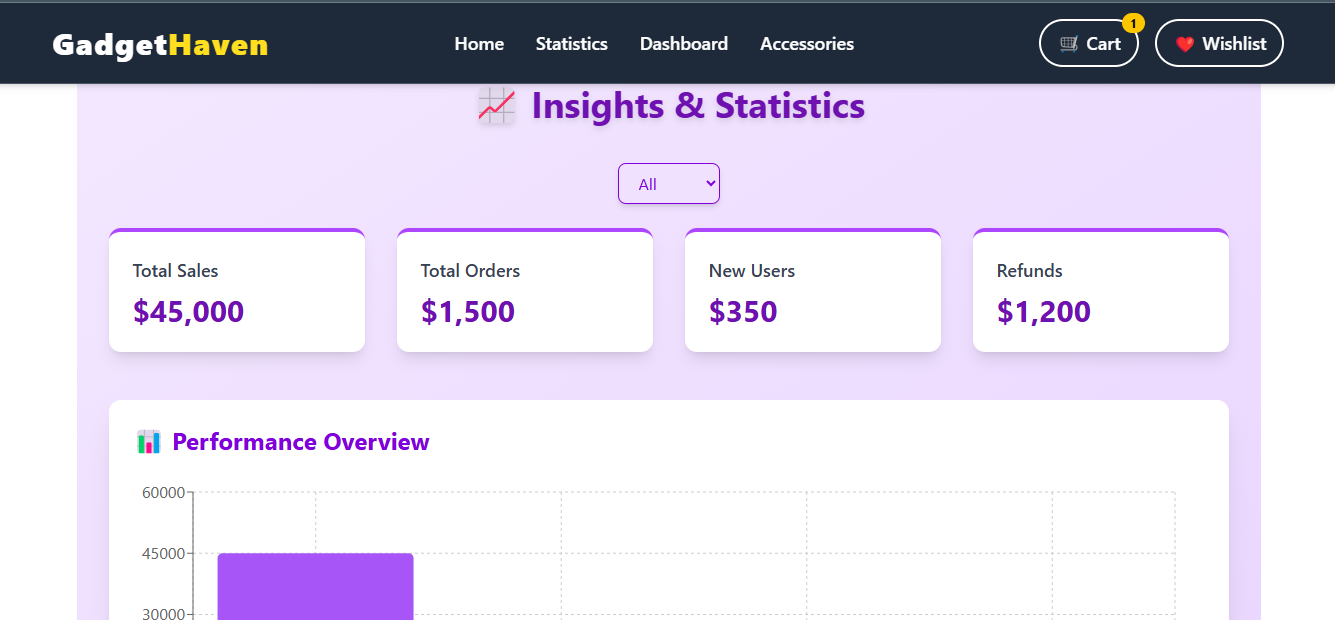 GadgetHaven
Home Statistics Dashboard Accessories
Cart 1
Wishlist
Insights & Statistics
All
Total Sales
$45,000
Total Orders
$1,500
New Users
$350
Refunds
$1,200
Performance Overview
60000
45000
30000